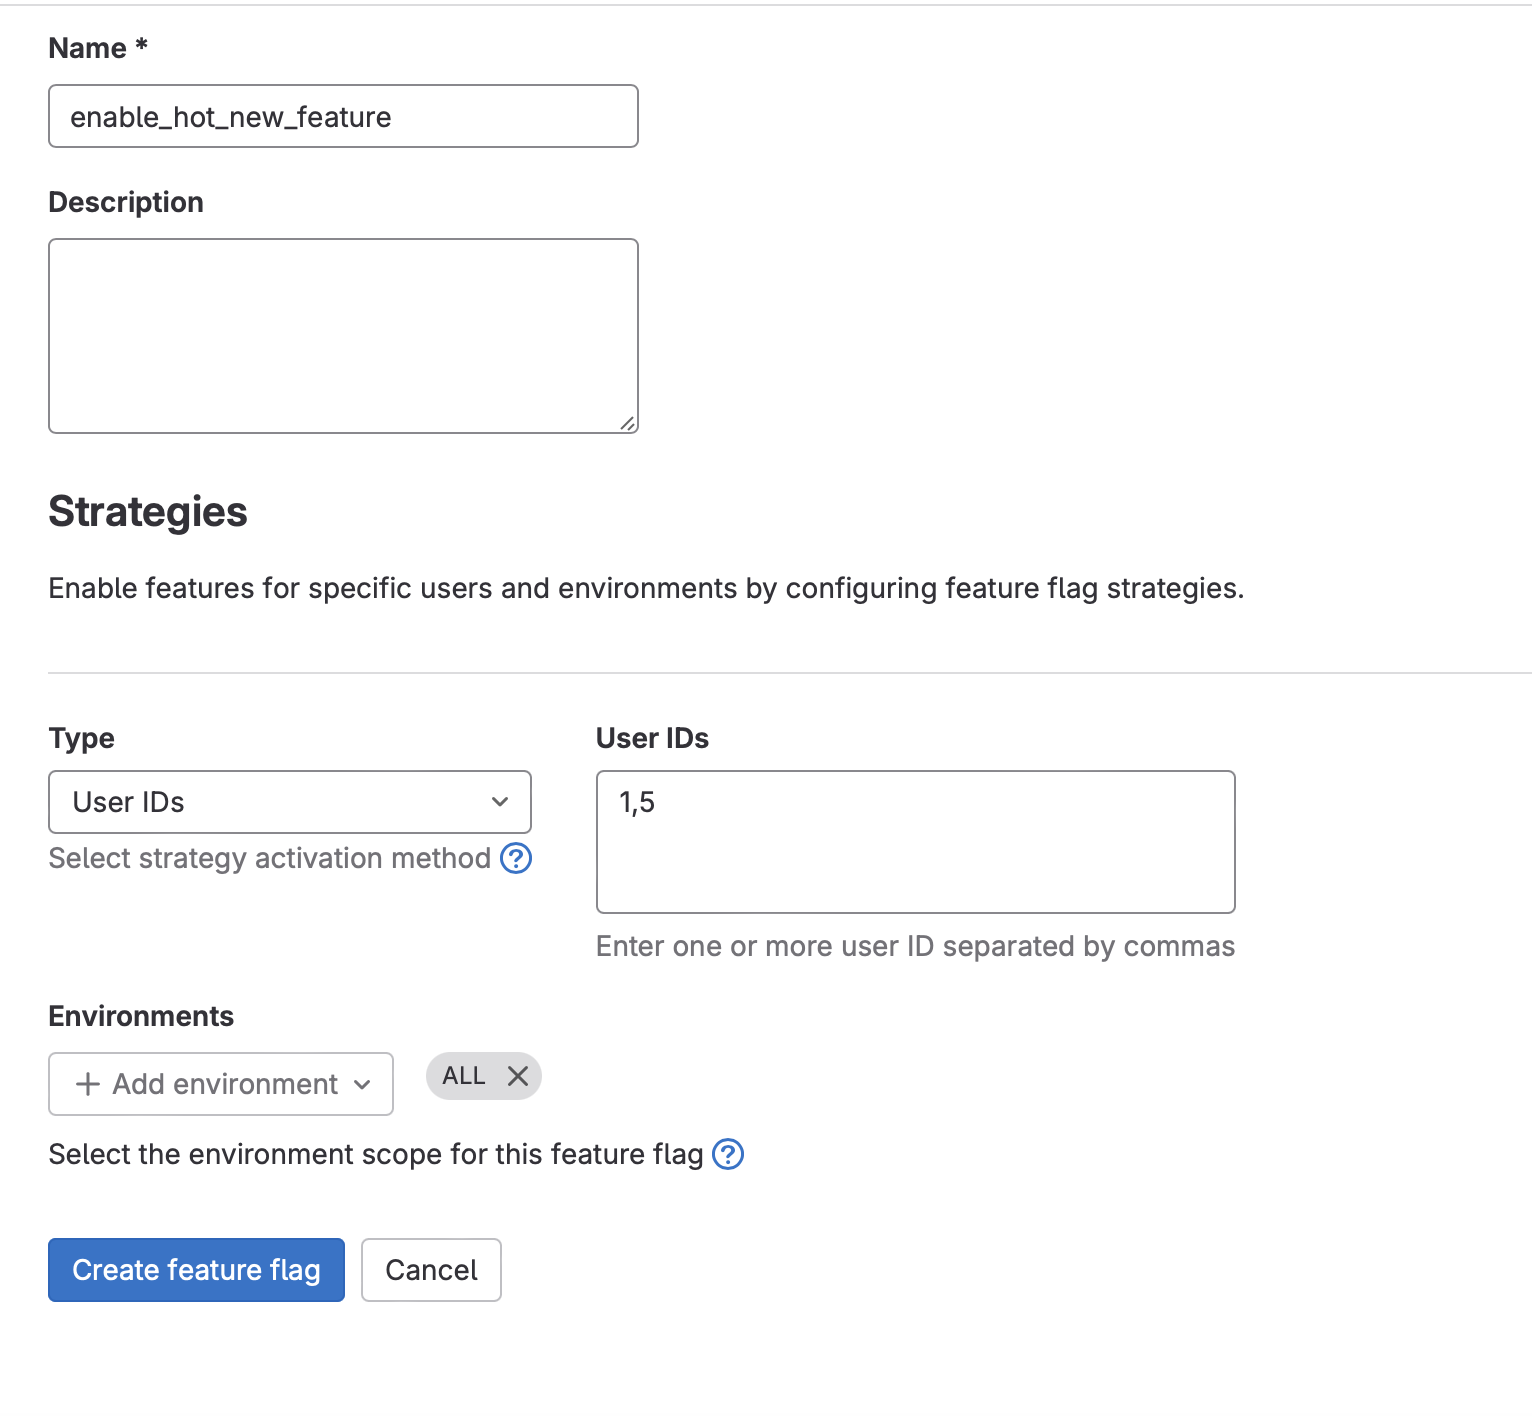 Name *
enable_hot_new_feature
Description
Strategies
Enable features for specific users and environments by configuring feature flag strategies.
Type
User IDs
User IDs
1,5
Select strategy activation method
Enter one or more user ID separated by commas
Environments
Add environment
ALL
Select the environment scope for this feature flag
Create feature flag
Cancel